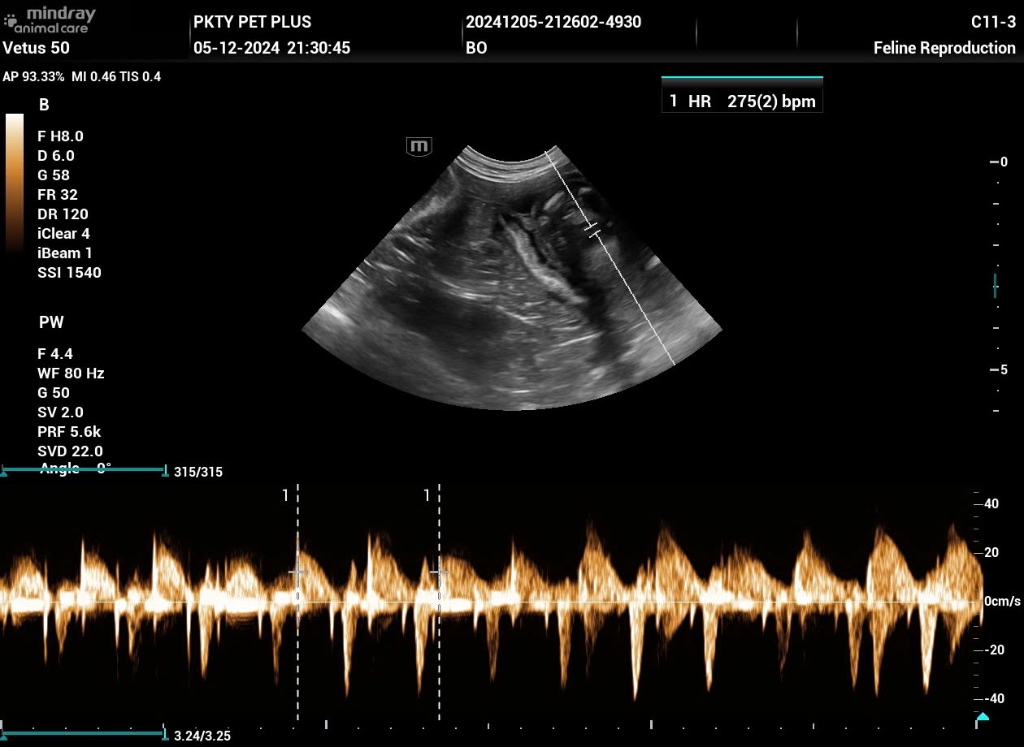 mindray
animal care
Vetus 50
PKTY PET PLUS
05-12-2024 21:30:45
20241205-212602-4930
BO
C11-3
Feline Reproduction
AP 93.33% MI 0.46 TIS 0.4
1 HR 275(2) bpm
B
F H8.0
D 6.0
G 58
FR 32
DR 120
iClear 4
iBeam 1
SSI 1540
m
0
5
PW
F 4.4
WF 80 Hz
G 50
SV 2.0
PRF 5.6k
SVD 22.0
Angle 0°
315/315
1
1
40
20
0cm/s
-20
-40
3.24/3.25